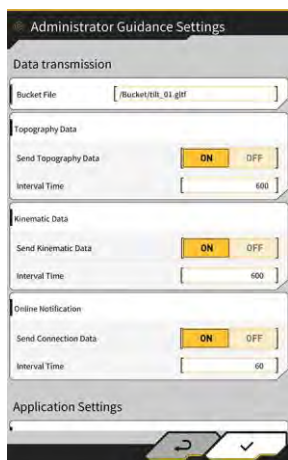 Administrator Guidance Settings
Data transmission
Bucket File [ /Bucket/tilt_01.gltf ]
Topography Data
Send Topography Data [ ON OFF ]
Interval Time [ 600 ]
Kinematic Data
Send Kinematic Data [ ON OFF ]
Interval Time [ 600 ]
Online Notification
Send Connection Data [ ON OFF ]
Interval Time [ 60 ]
Application Settings